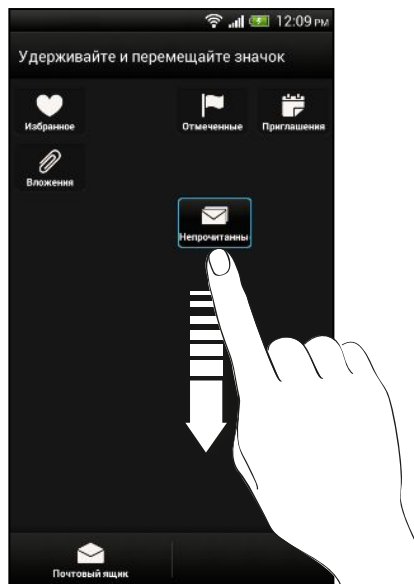 12:09 PM
Удерживайте и перемещайте значок
Избранное
Отмеченные
Приглашения
Вложения
Непрочитанны
Почтовый ящик